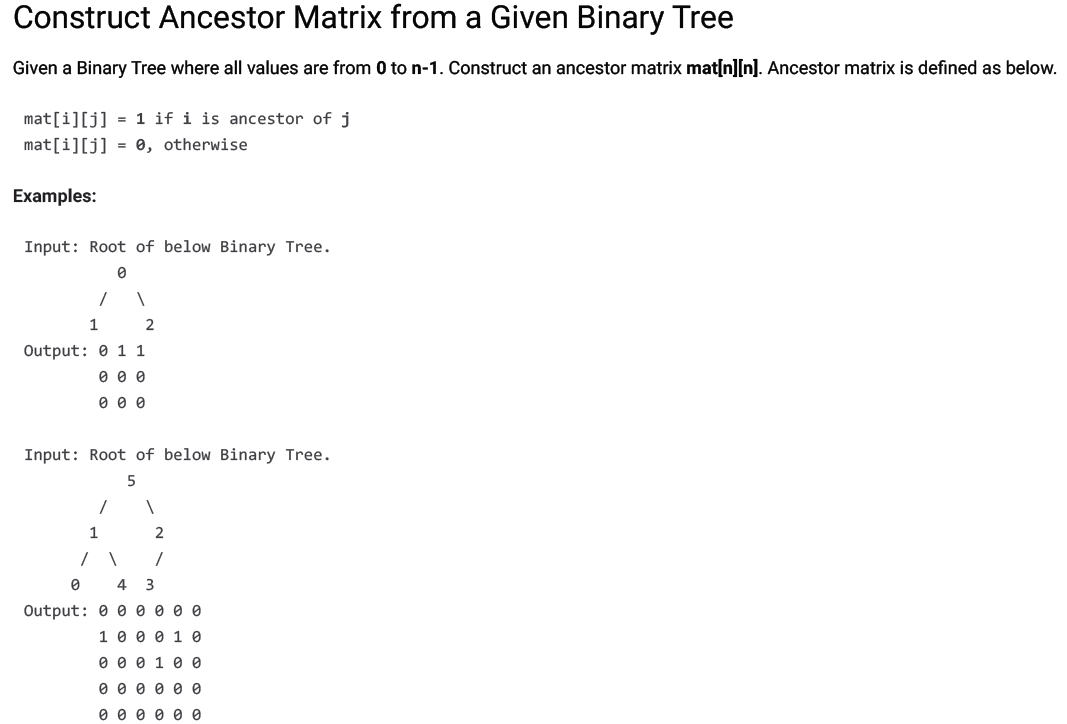 Construct Ancestor Matrix from a Given Binary Tree
Given a Binary Tree where all values are from 0 to n-1. Construct an ancestor matrix mat[n][n]. Ancestor matrix is defined as below.
mat[i][j] = 1 if i is ancestor of j
mat[i][j] = 0, otherwise
Examples:
Input: Root of below Binary Tree.
0
/ \
1 2
Output: 0 1 1
0 0 0
0 0 0
Input: Root of below Binary Tree.
5
/ \
1 2
/ \ /
0 4 3
Output: 0 0 0 0 0 0
1 0 0 0 1 0
0 0 0 1 0 0
0 0 0 0 0 0
0 0 0 0 0 0